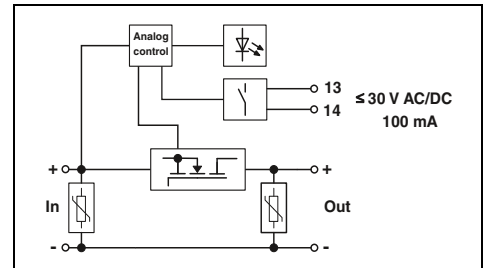 Analog
control
13
14
≤ 30 V AC/DC
100 mA
+
+
In
Out
-
-